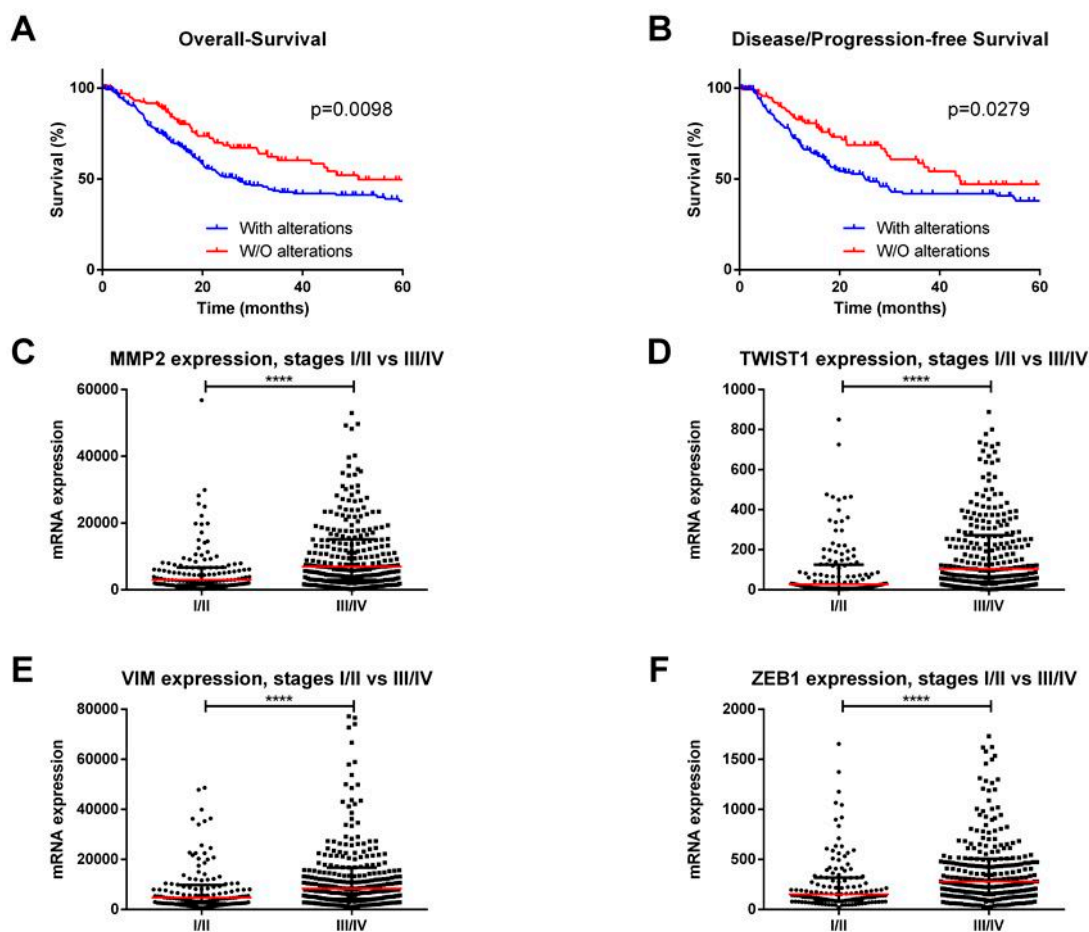 A
Overall-Survival
100
50
0
Survival (%)
p=0.0098
With alterations
W/O alterations
0
20
40
60
Time (months)
B
Disease/Progression-free Survival
100
50
0
Survival (%)
p=0.0279
With alterations
W/O alterations
0
20
40
60
Time (months)
C
MMP2 expression, stages I/II vs III/IV
****
60000
40000
20000
0
mRNA expression
I/II
III/IV
D
TWIST1 expression, stages I/II vs III/IV
****
1000
800
600
400
200
0
mRNA expression
I/II
III/IV
E
VIM expression, stages I/II vs III/IV
****
80000
60000
40000
20000
0
mRNA expression
I/II
III/IV
F
ZEB1 expression, stages I/II vs III/IV
****
2000
1500
1000
500
0
mRNA expression
I/II
III/IV